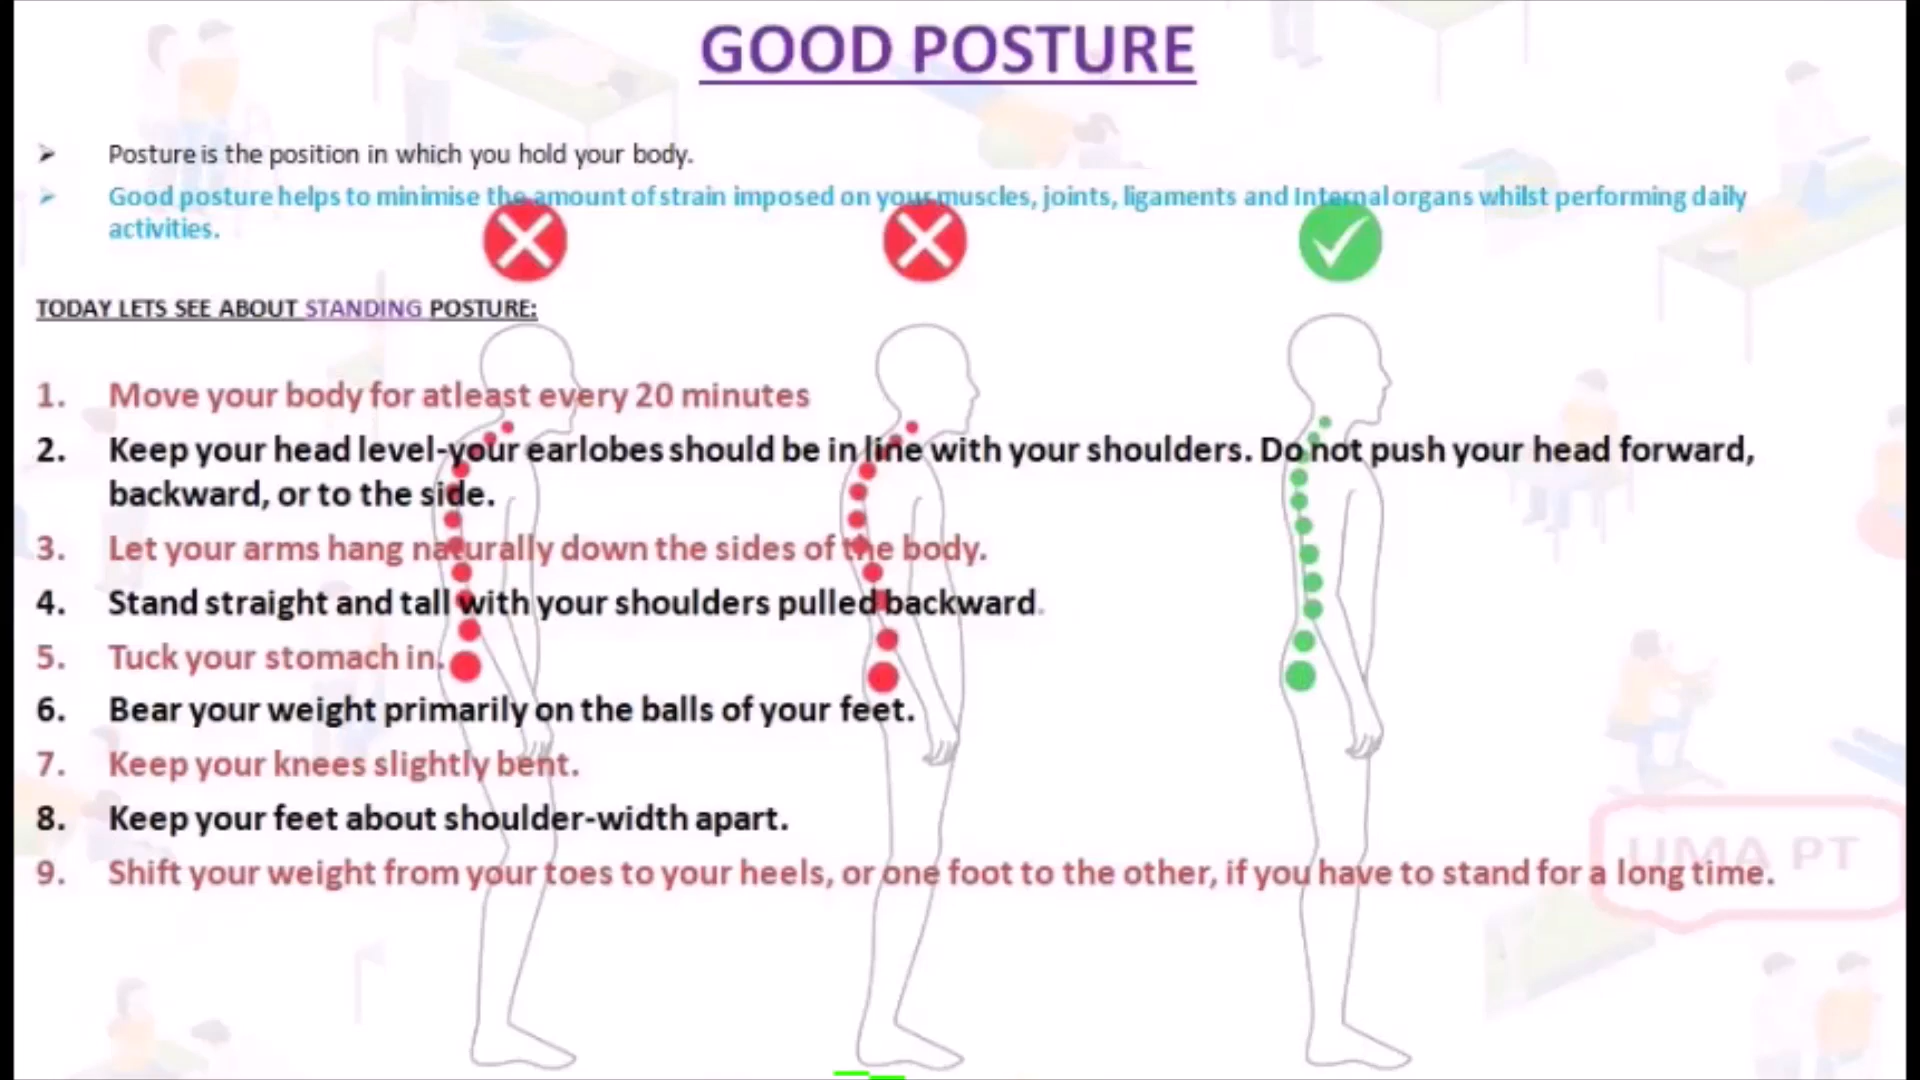 GOOD POSTURE
➢ Posture is the position in which you hold your body.
➢ Good posture helps to minimise the amount of strain imposed on your muscles, joints, ligaments and Internal organs whilst performing daily
activities.
TODAY LETS SEE ABOUT STANDING POSTURE:
1. Move your body for atleast every 20 minutes
2. Keep your head level-your earlobes should be in line with your shoulders. Do not push your head forward,
backward, or to the side.
3. Let your arms hang naturally down the sides of the body.
4. Stand straight and tall with your shoulders pulled backward.
5. Tuck your stomach in.
6. Bear your weight primarily on the balls of your feet.
7. Keep your knees slightly bent.
8. Keep your feet about shoulder-width apart.
UMA PT
9. Shift your weight from your toes to your heels, or one foot to the other, if you have to stand for a long time.